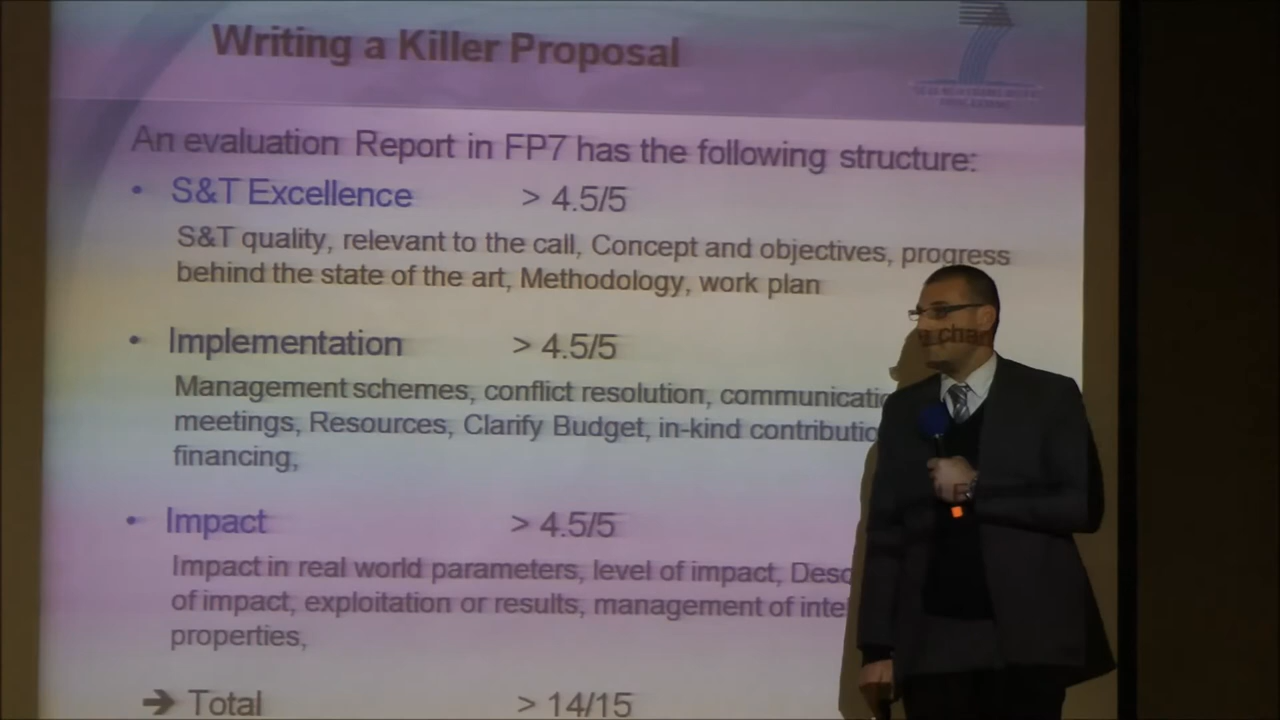 Writing a Killer Proposal
An evaluation Report in FP7 has the following structure:
• S&T Excellence > 4.5/5
S&T quality, relevant to the call, Concept and objectives, progress
behind the state of the art, Methodology, work plan
• Implementation > 4.5/5
Management schemes, conflict resolution, communicatio
meetings, Resources, Clarify Budget, in-kind contributio
financing,
• Impact > 4.5/5
Impact in real world parameters, level of impact, Desc
of impact, exploitation or results, management of intel
properties,
➔ Total > 14/15